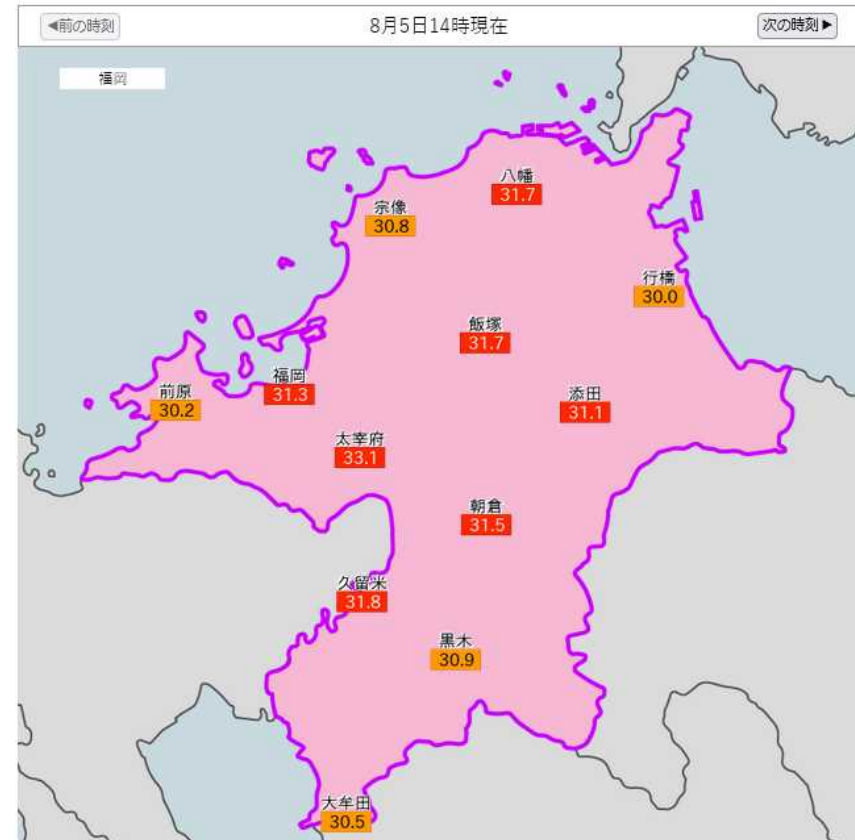 ◀前の時刻
8月5日14時現在
次の時刻▶
福岡
八幡
31.7
宗像
30.8
行橋
30.0
飯塚
31.7
福岡
31.3
前原
30.2
添田
31.1
太宰府
33.1
朝倉
31.5
久留米
31.8
黒木
30.9
大牟田
30.5